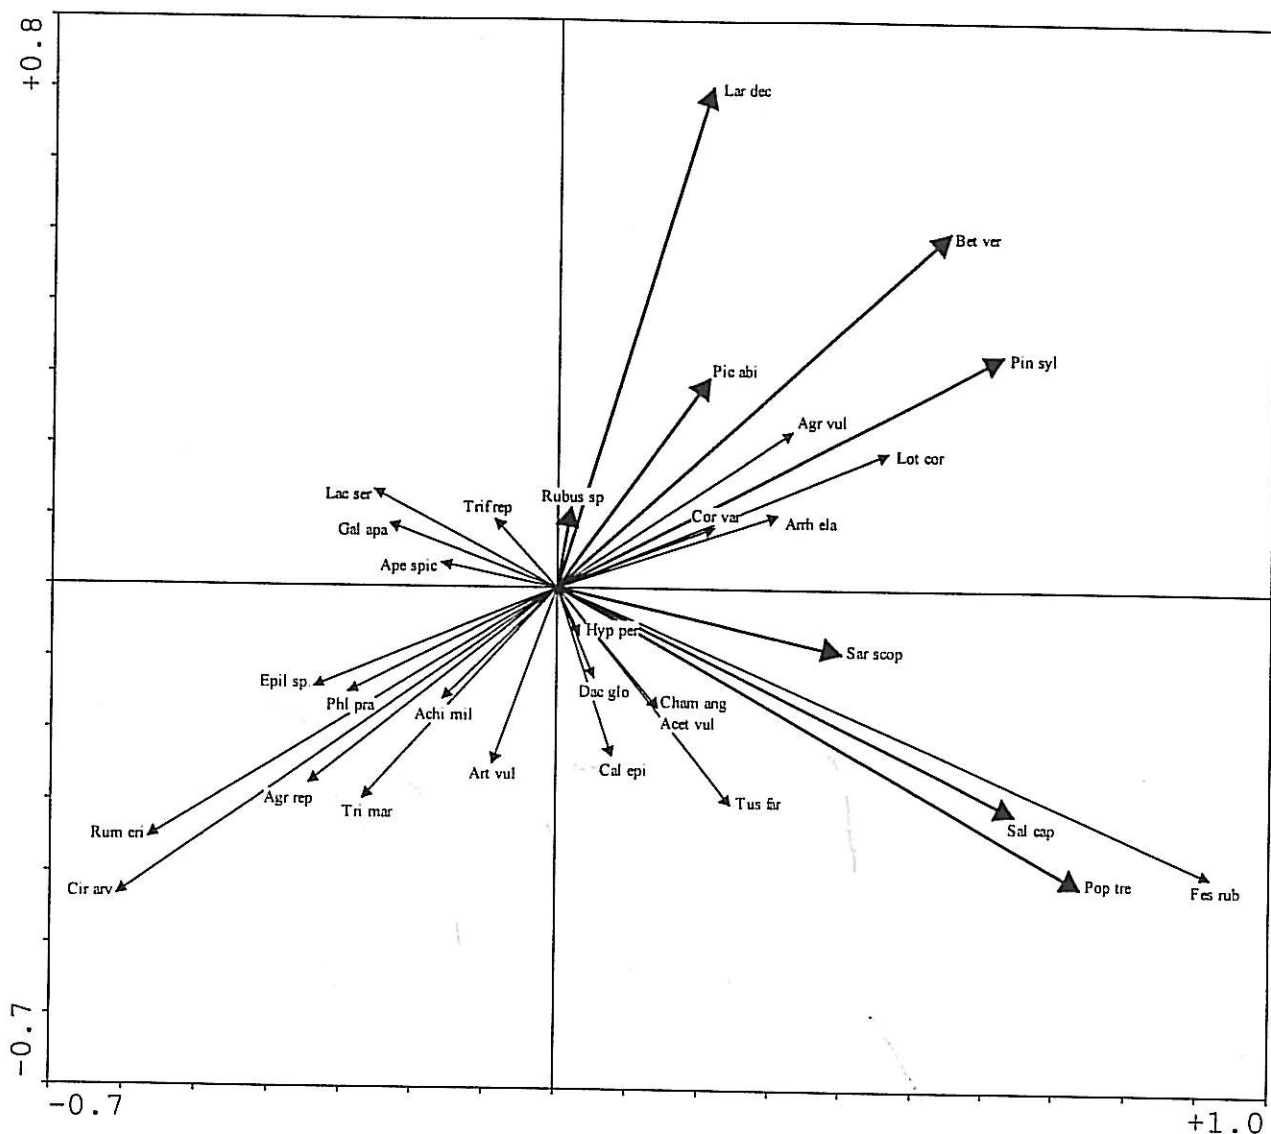 +0.8
Lar dec
Bet ver
Pin syl
Pic abi
Agr vul
Lot cor
Lac ser
Trifrep
Rubus sp
Gal apa
Cor var
Arrh ela
Ape spic
Hyp per
Sar scop
Epil sp.
Phl pra
Achi mil
Dac glo
Cham ang
Acet vul
Art vul
Cal epi
Agr rep
Tri mar
Tus far
Rum cri
Sal cap
Cir arv
Pop tre
Fes rub
-0.7
-0.7
+1.0